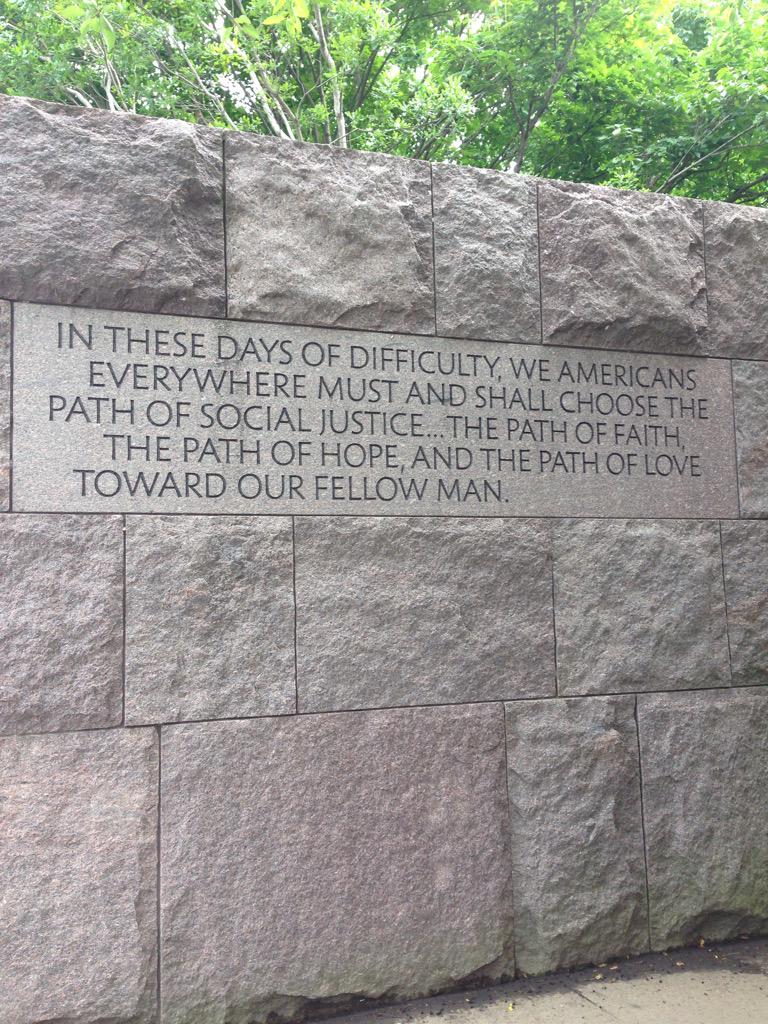 IN THESE DAYS OF DIFFICULTY, WE AMERICANS
EVERYWHERE MUST AND SHALL CHOOSE THE
PATH OF SOCIAL JUSTICE... THE PATH OF FAITH,
THE PATH OF HOPE, AND THE PATH OF LOVE
TOWARD OUR FELLOW MAN.